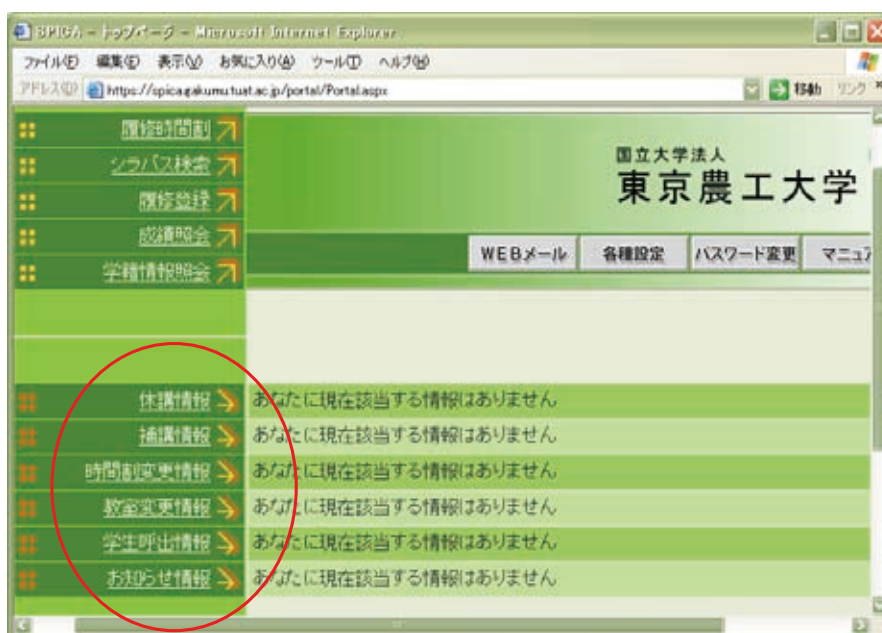 SPICA - トップページ - Microsoft Internet Explorer
ファイル(F) 編集(E) 表示(V) お気に入り(A) ツール(T) ヘルプ(H)
アドレス(D) https://spica.gakumu.tuat.ac.jp/portal/Portal.aspx 移動 リンク
履修時間割
シラバス検索
履修登録
成績照会
学籍情報照会
国立大学法人
東京農工大学
WEBメール 各種設定 パスワード変更 マニュア
休講情報 あなたに現在該当する情報はありません
補講情報 あなたに現在該当する情報はありません
時間割変更情報 あなたに現在該当する情報はありません
教室変更情報 あなたに現在該当する情報はありません
学生呼出情報 あなたに現在該当する情報はありません
お知らせ情報 あなたに現在該当する情報はありません